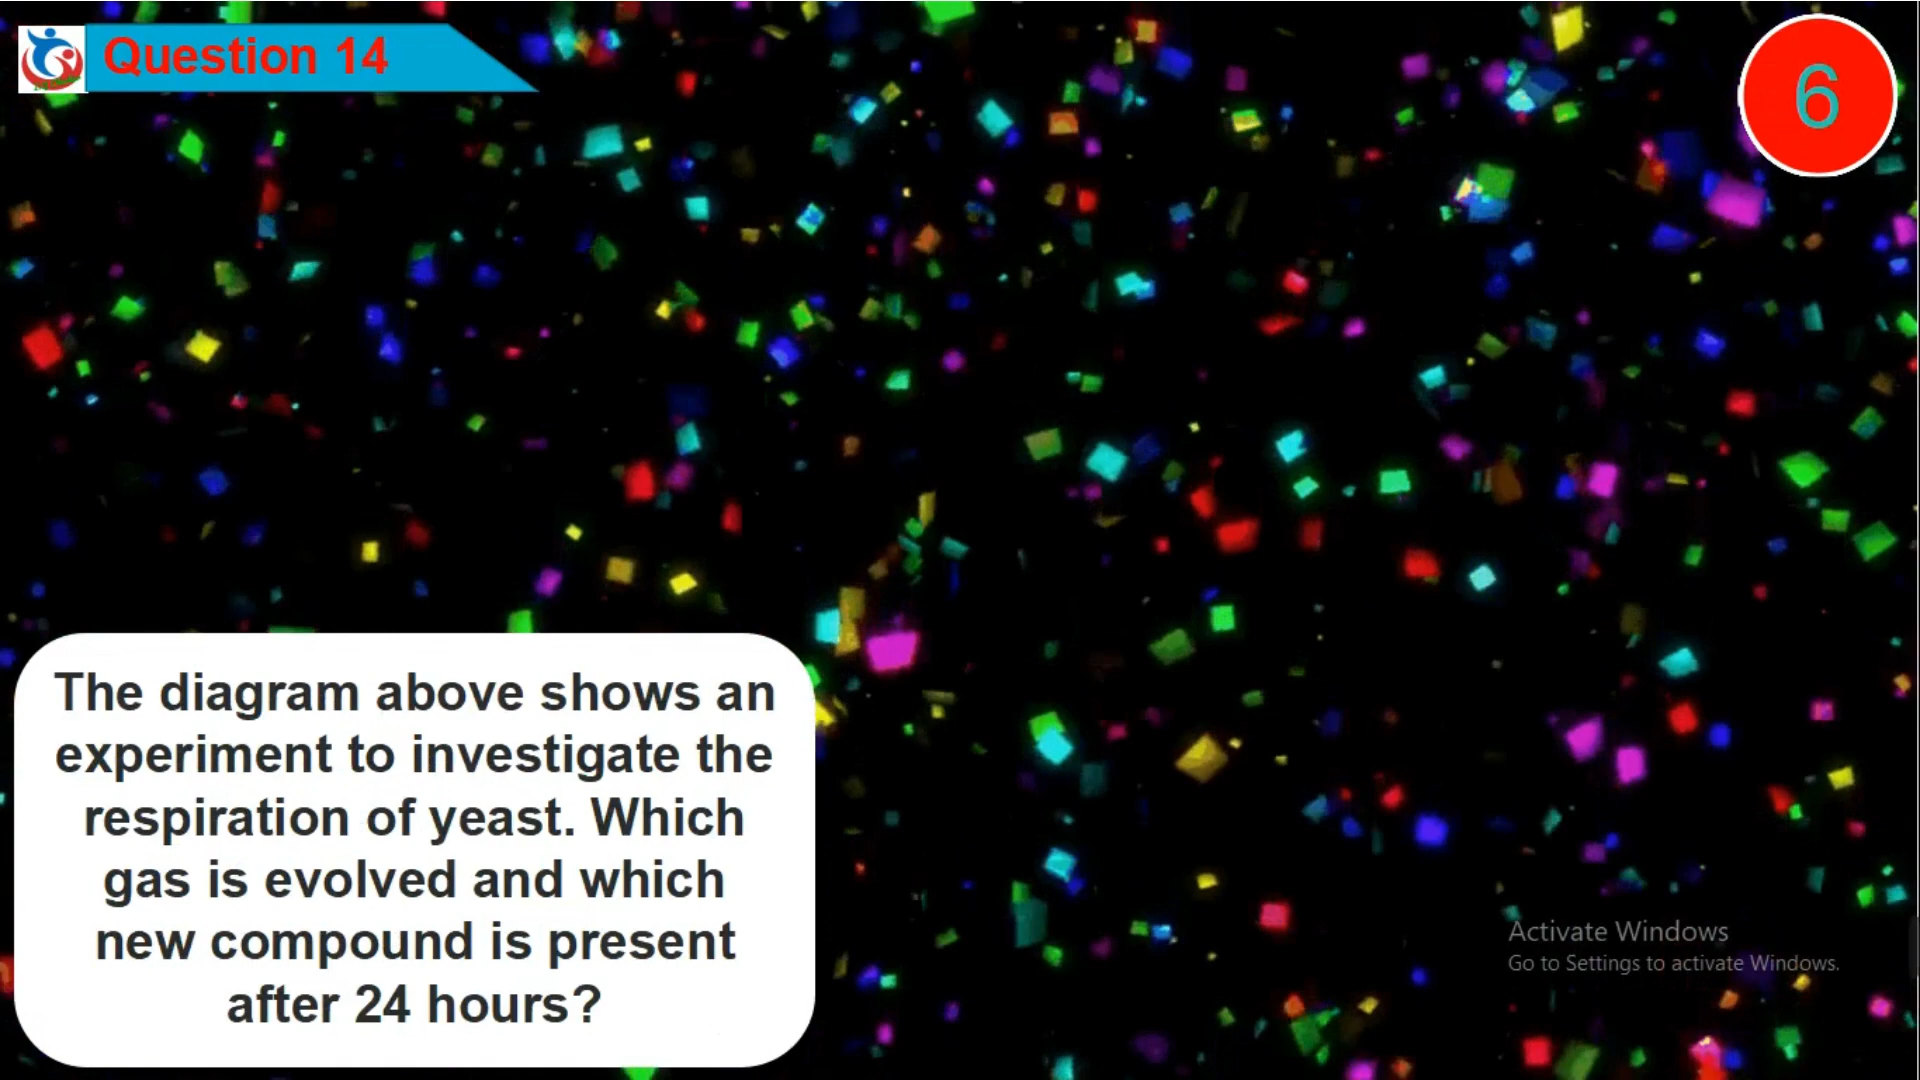 Question 14
6
The diagram above shows an
experiment to investigate the
respiration of yeast. Which
gas is evolved and which
new compound is present
after 24 hours?
Activate Windows
Go to Settings to activate Windows.